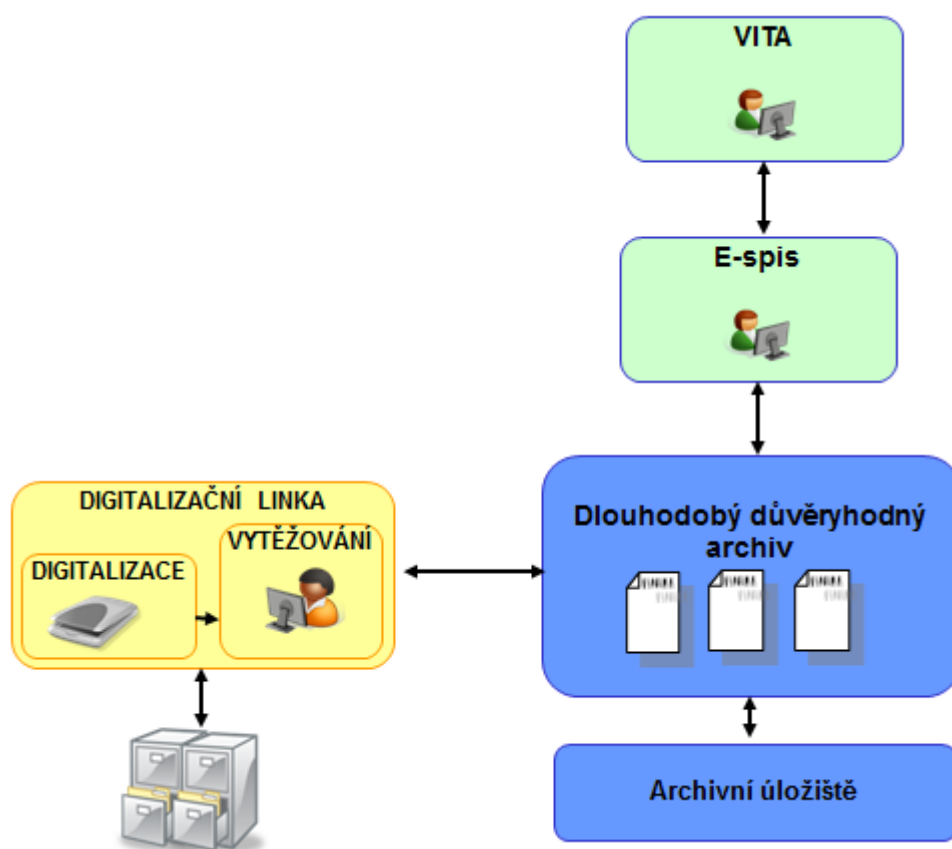 VITA
E-spis
DIGITALIZAČNÍ LINKA
VYTĚŽOVÁNÍ
DIGITALIZACE
Dlouhodobý důvěryhodný
archiv
Archivní úložiště